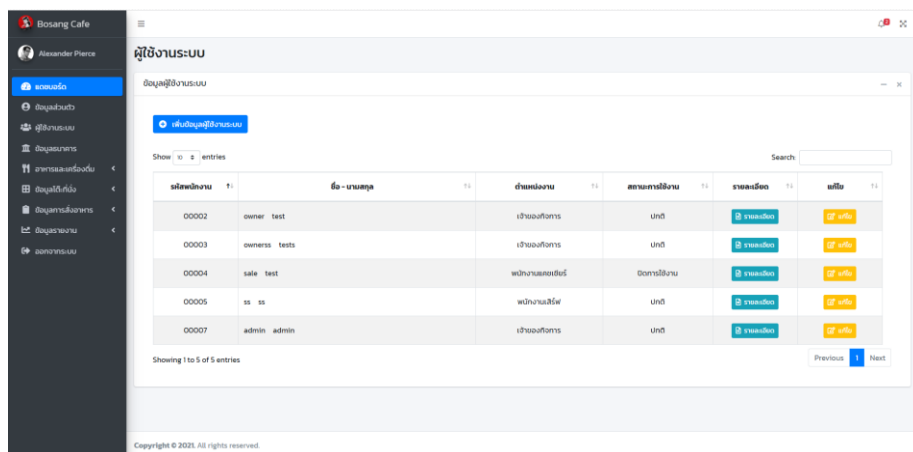 Bosang Cafe
Alexander Pierce
ผู้ใช้งานระบบ
แดชบอร์ด
ข้อมูลส่วนตัว
ผู้ใช้งานระบบ
ข้อมูลธนาคาร
อาหารและเครื่องดื่ม
ข้อมูลโต๊ะที่นั่ง
ข้อมูลการสั่งอาหาร
ข้อมูลรายงาน
ออกจากระบบ
ข้อมูลผู้ใช้งานระบบ
เพิ่มข้อมูลผู้ใช้งานระบบ
Show 10 entries Search:
รหัสพนักงาน ชื่อ - นามสกุล ตำแหน่งงาน สถานะการใช้งาน รายละเอียด แก้ไข
00002 owner test เจ้าของกิจการ ปกติ รายละเอียด แก้ไข
00003 ownerss tests เจ้าของกิจการ ปกติ รายละเอียด แก้ไข
00004 sale test พนักงานแคชเชียร์ ปิดการใช้งาน รายละเอียด แก้ไข
00005 ss ss พนักงานเสิร์ฟ ปกติ รายละเอียด แก้ไข
00007 admin admin เจ้าของกิจการ ปกติ รายละเอียด แก้ไข
Showing 1 to 5 of 5 entries Previous 1 Next
Copyright © 2021. All rights reserved.